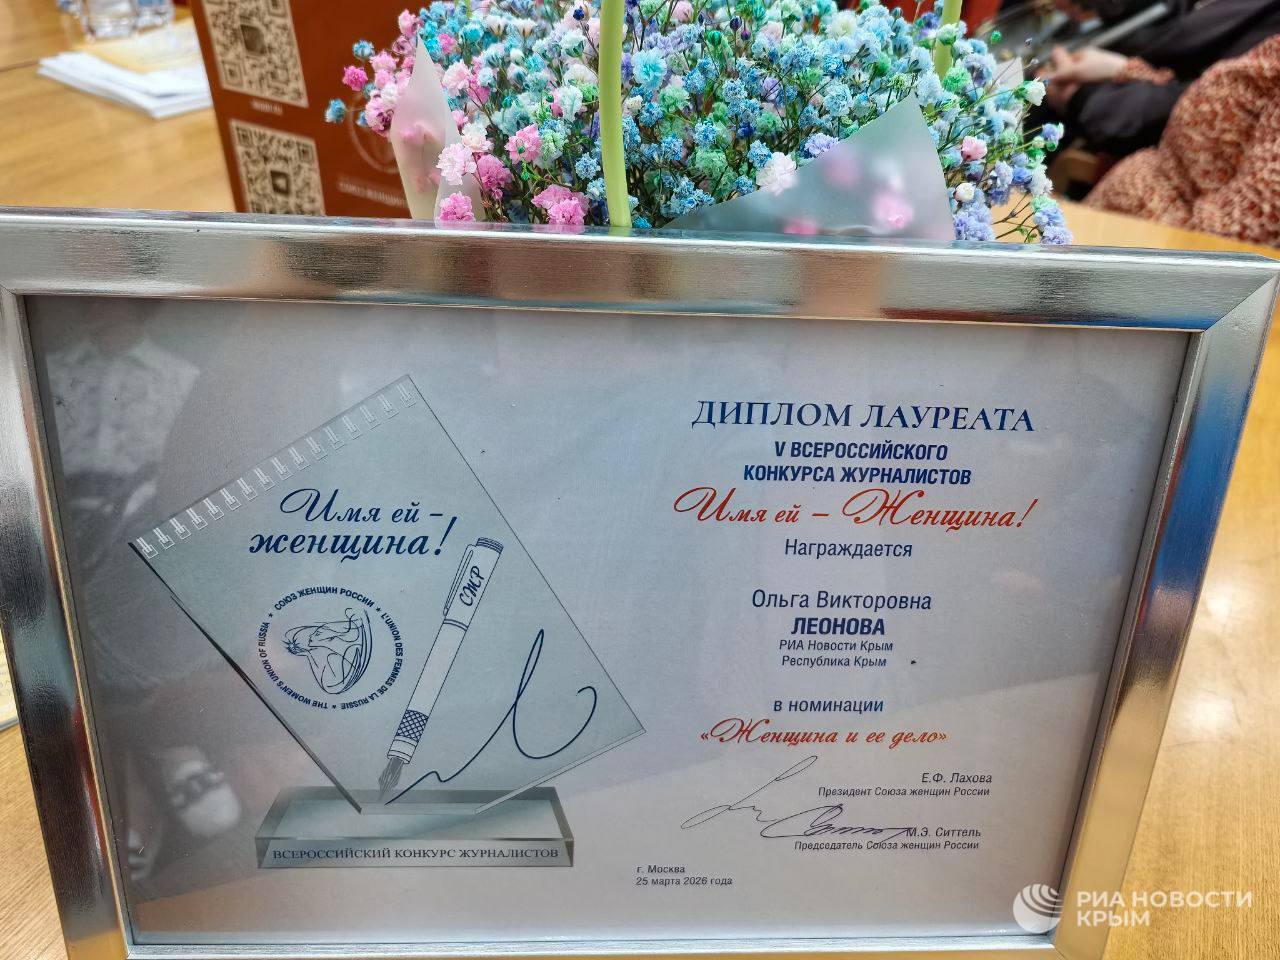 СОЮЗ ЖЕНЩИН
Имя ей –
женщина!
СОЮЗ ЖЕНЩИН РОССИИ * L'UNION DES FEMMES DE LA RUSSIE * THE WOMEN'S UNION OF RUSSIA *
СЖР
ВСЕРОССИЙСКИЙ КОНКУРС ЖУРНАЛИСТОВ
ДИПЛОМ ЛАУРЕАТА
V ВСЕРОССИЙСКОГО
КОНКУРСА ЖУРНАЛИСТОВ
Имя ей – Женщина!
Награждается
Ольга Викторовна
ЛЕОНОВА
РИА Новости Крым
Республика Крым
в номинации
«Женщина и ее дело»
Е.Ф. Лахова
Президент Союза женщин России
М.Э. Ситтель
Председатель Союза женщин России
г. Москва
25 марта 2026 года
РИА НОВОСТИ
КРЫМ